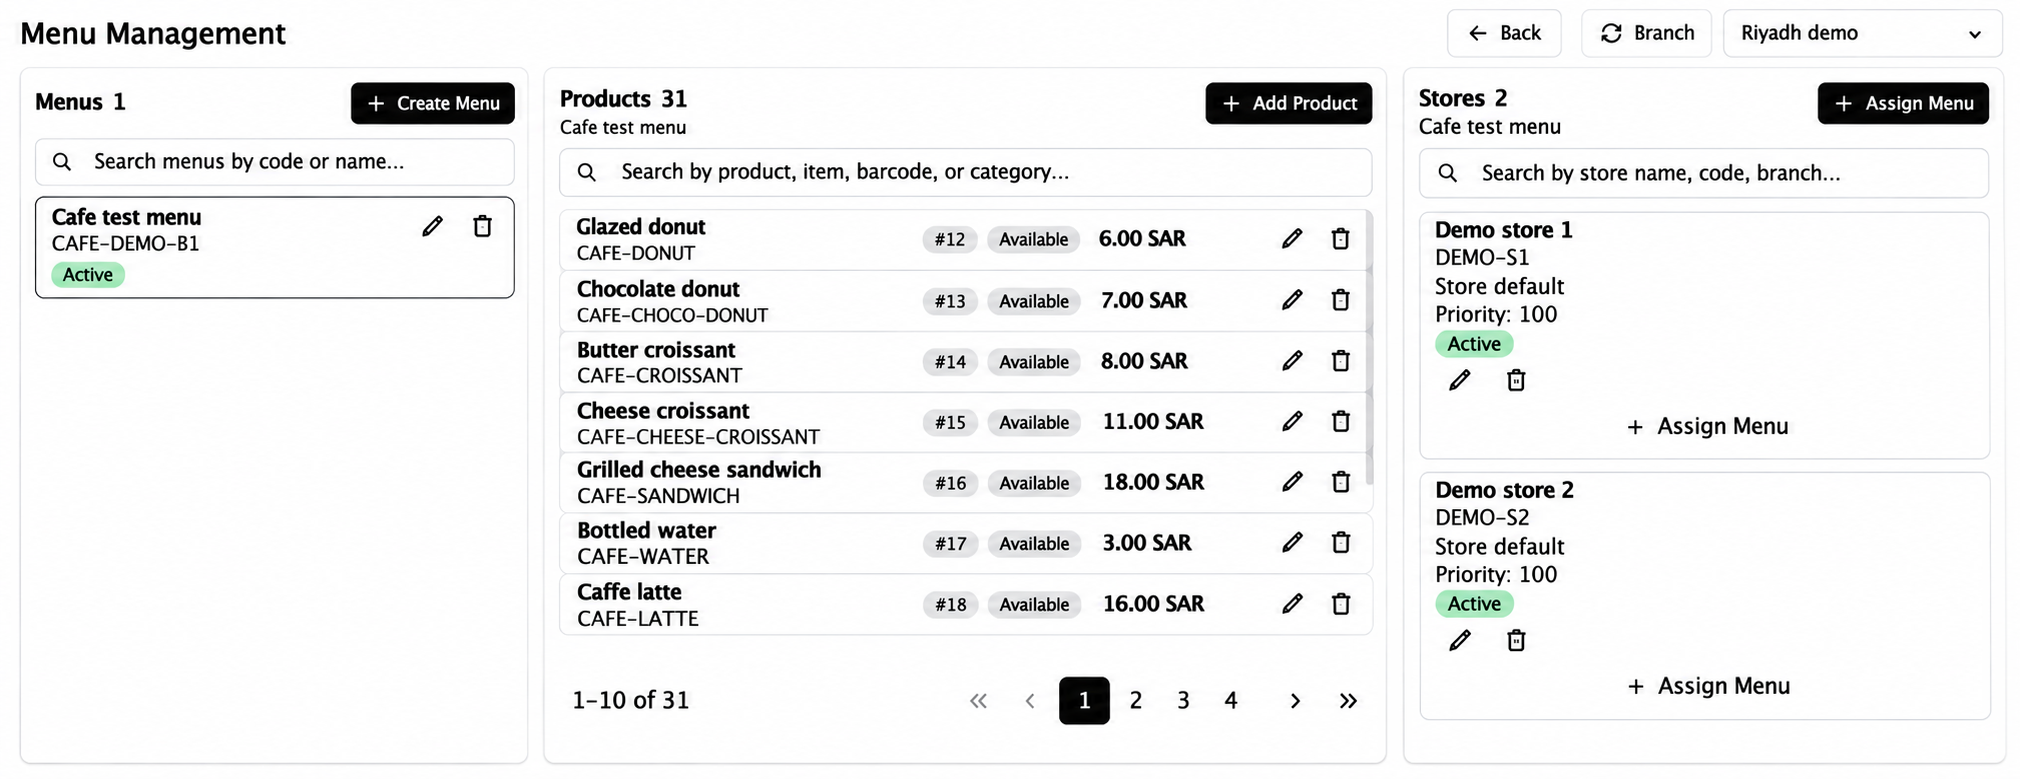 Menu Management
Back
Branch
Riyadh demo
Menus 1
+ Create Menu
Search menus by code or name...
Cafe test menu
CAFE-DEMO-B1
Active
Products 31
Cafe test menu
+ Add Product
Search by product, item, barcode, or category...
Glazed donut
CAFE-DONUT
#12 Available 6.00 SAR
Chocolate donut
CAFE-CHOCO-DONUT
#13 Available 7.00 SAR
Butter croissant
CAFE-CROISSANT
#14 Available 8.00 SAR
Cheese croissant
CAFE-CHEESE-CROISSANT
#15 Available 11.00 SAR
Grilled cheese sandwich
CAFE-SANDWICH
#16 Available 18.00 SAR
Bottled water
CAFE-WATER
#17 Available 3.00 SAR
Caffe latte
CAFE-LATTE
#18 Available 16.00 SAR
1-10 of 31
« ‹ 1 2 3 4 › »
Stores 2
Cafe test menu
+ Assign Menu
Search by store name, code, branch...
Demo store 1
DEMO-S1
Store default
Priority: 100
Active
+ Assign Menu
Demo store 2
DEMO-S2
Store default
Priority: 100
Active
+ Assign Menu